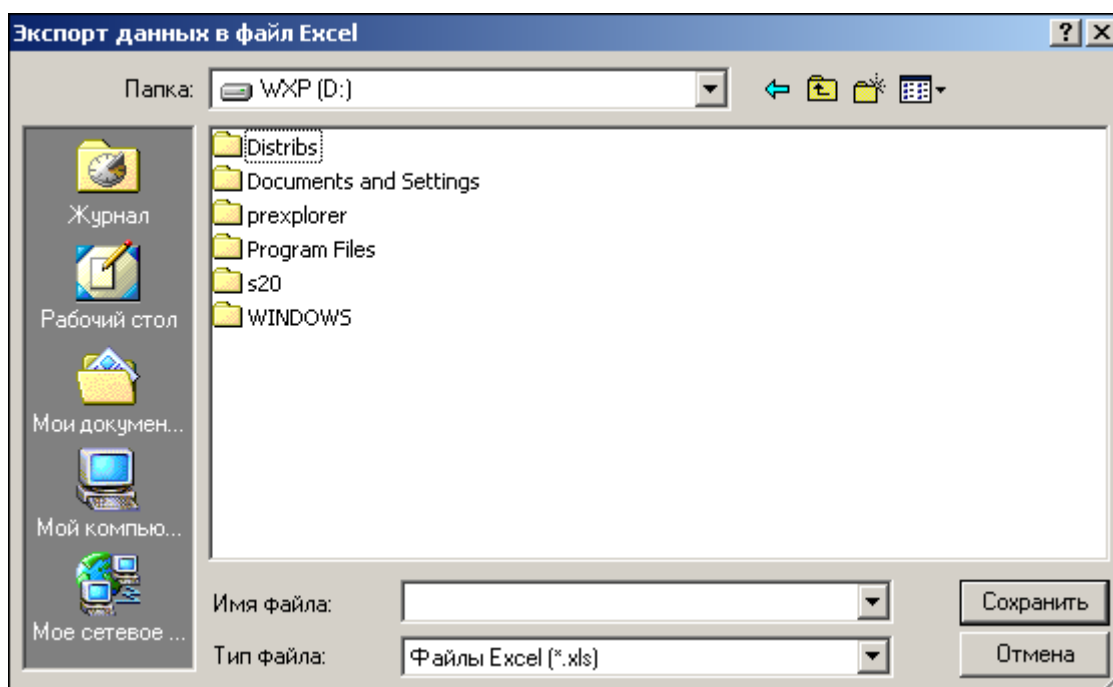 Экспорт данных в файл Excel
Папка: WXP (D:)
Журнал
Рабочий стол
Мои докумен...
Мой компью...
Мое сетевое ...
Distribs
Documents and Settings
prexplorer
Program Files
s20
WINDOWS
Имя файла:
Сохранить
Тип файла: Файлы Excel (*.xls)
Отмена